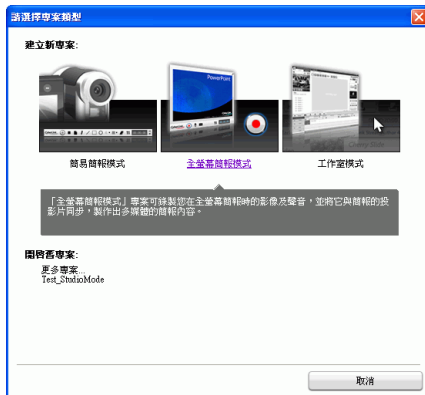 請選擇專案類型
建立新專案:
PowerPoint
簡易簡報模式
全螢幕簡報模式
工作室模式
「全螢幕簡報模式」專案可錄製您在全螢幕簡報時的影像及聲音,並將它與簡報的投
影片同步,製作出多媒體的簡報內容。
開啓舊專案:
更多專案...
Test_StudioMode
取消